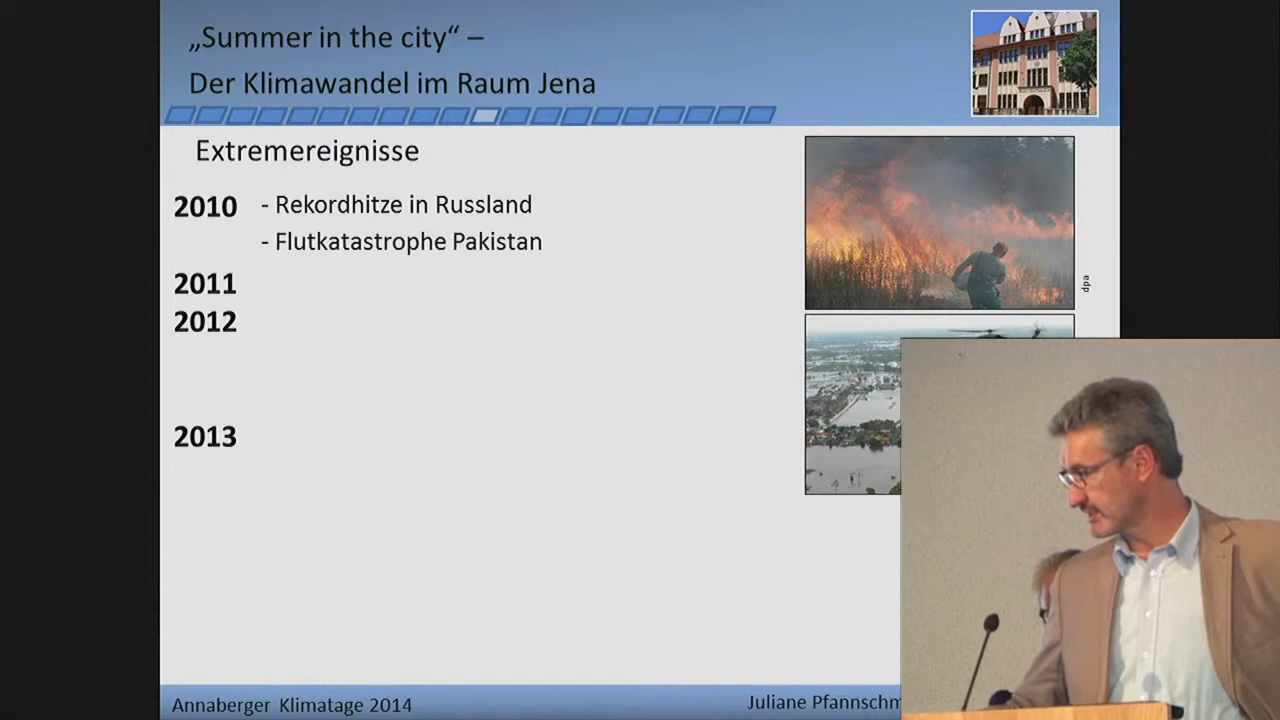 „Summer in the city“ –
Der Klimawandel im Raum Jena
Extremereignisse
2010 - Rekordhitze in Russland
- Flutkatastrophe Pakistan
2011
2012
2013
dpa
Annaberger Klimatage 2014
Juliane